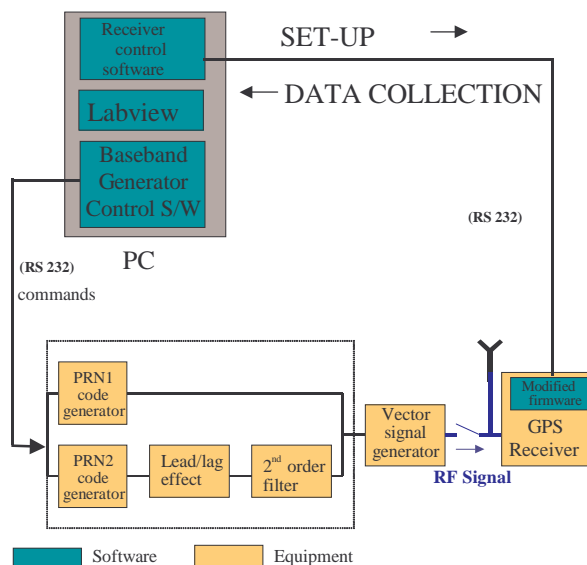 Receiver
control
software
SET-UP
DATA COLLECTION
Labview
Baseband
Generator
Control S/W
PC
(RS 232)
(RS 232)
commands
PRN1
code
generator
PRN2
code
generator
Lead/lag
effect
2nd order
filter
Vector
signal
generator
Modified
firmware
GPS
Receiver
RF Signal
Software
Equipment